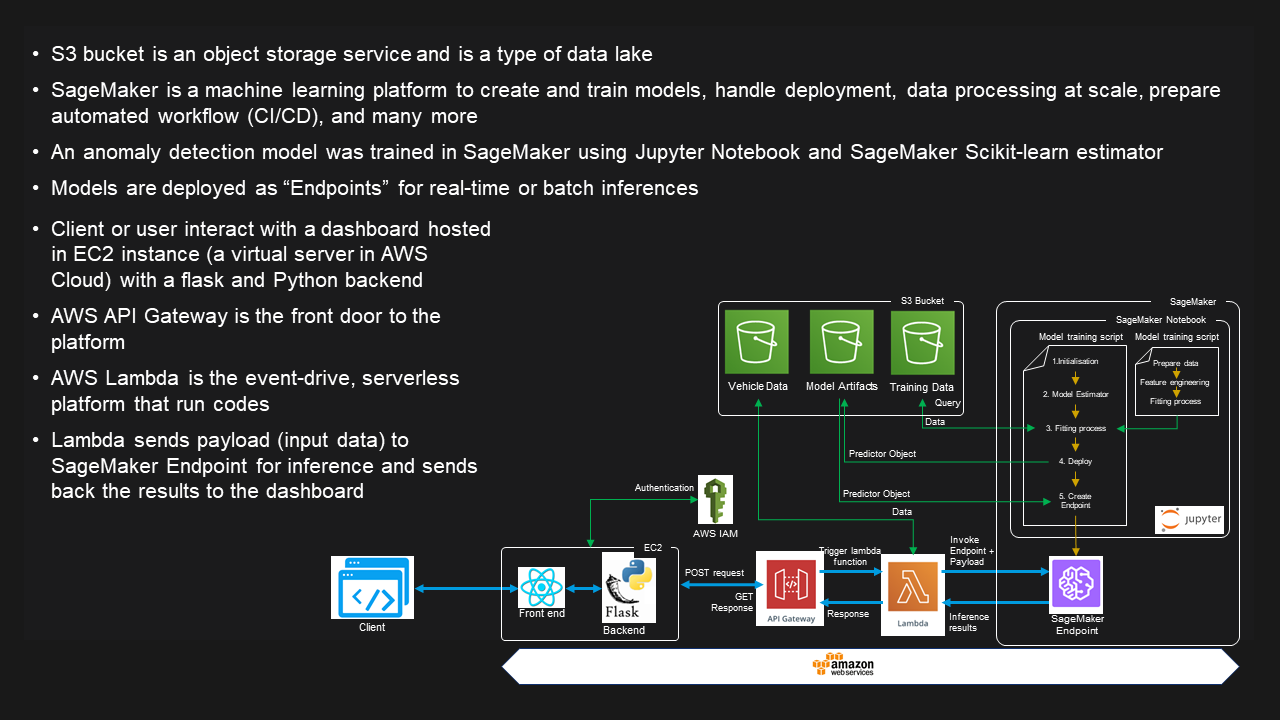 • S3 bucket is an object storage service and is a type of data lake
• SageMaker is a machine learning platform to create and train models, handle deployment, data processing at scale, prepare
automated workflow (CI/CD), and many more
• An anomaly detection model was trained in SageMaker using Jupyter Notebook and SageMaker Scikit-learn estimator
• Models are deployed as “Endpoints” for real-time or batch inferences
• Client or user interact with a dashboard hosted
in EC2 instance (a virtual server in AWS
Cloud) with a flask and Python backend
• AWS API Gateway is the front door to the
platform
• AWS Lambda is the event-drive, serverless
platform that run codes
• Lambda sends payload (input data) to
SageMaker Endpoint for inference and sends
back the results to the dashboard
S3 Bucket
Vehicle Data
Model Artifacts
Training Data
Query
Data
Predictor Object
Predictor Object
Data
SageMaker
SageMaker Notebook
Model training script
1.Initialisation
2. Model Estimator
3. Fitting process
4. Deploy
5. Create
Endpoint
Model training script
Prepare data
Feature engineering
Fitting process
jupyter
Authentication
AWS IAM
EC2
Client
Front end
Flask
Backend
POST request
GET
Response
API Gateway
Trigger lambda
function
Response
Lambda
Invoke
Endpoint +
Payload
Inference
results
SageMaker
Endpoint
amazon
webservices